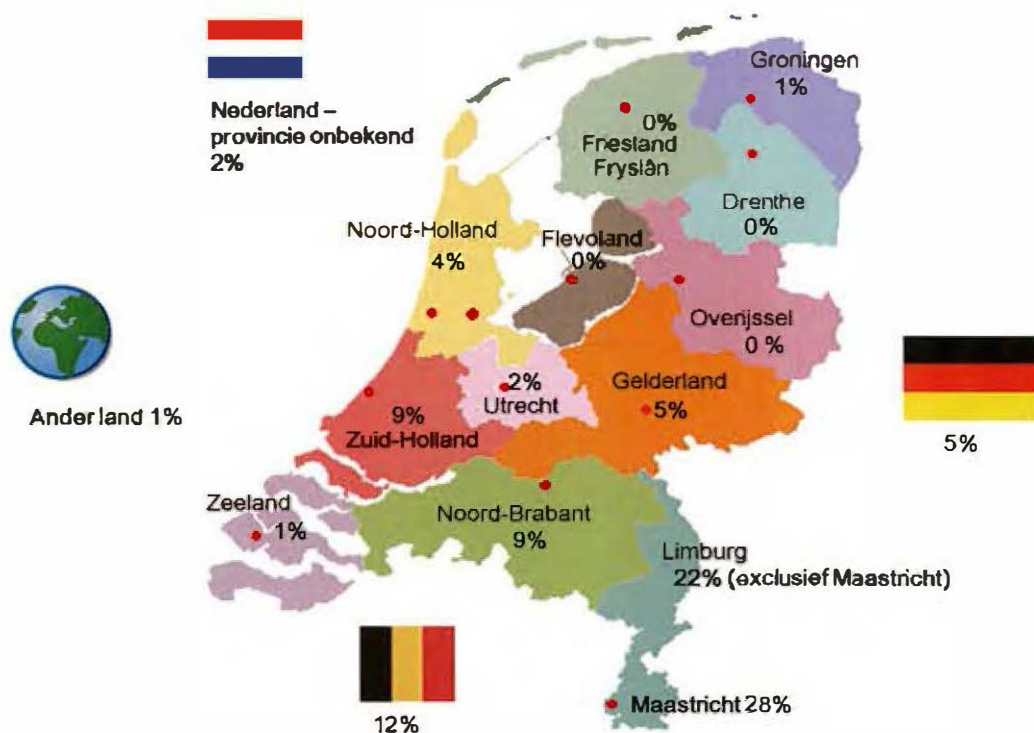 Nederland –
provincie onbekend
2%
Groningen
1%
0%
Friesland
Fryslân
Drenthe
0%
Noord-Holland
4%
Flevoland
0%
Overijssel
0 %
Ander land 1%
2%
Utrecht
Gelderland
5%
9%
Zuid-Holland
5%
Zeeland
1%
Noord-Brabant
9%
Limburg
22% (exclusief Maastricht)
12%
Maastricht 28%